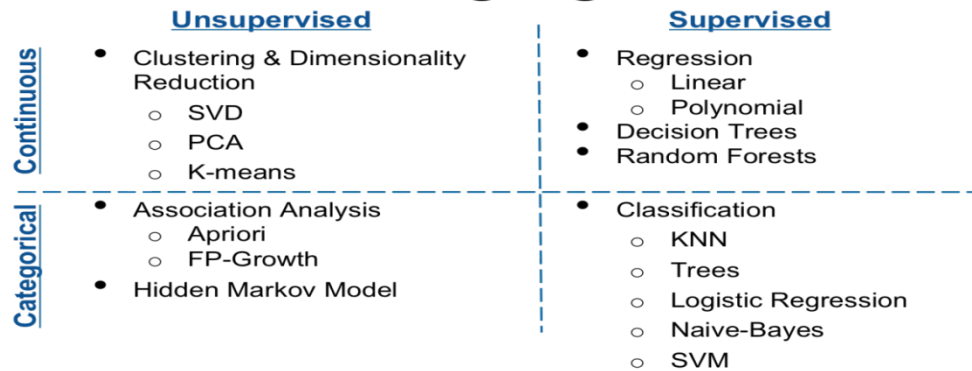 Unsupervised
Supervised
Continuous
• Clustering & Dimensionality
Reduction
○ SVD
○ PCA
○ K-means
• Regression
○ Linear
○ Polynomial
• Decision Trees
• Random Forests
Categorical
• Association Analysis
○ Apriori
○ FP-Growth
• Hidden Markov Model
• Classification
○ KNN
○ Trees
○ Logistic Regression
○ Naive-Bayes
○ SVM